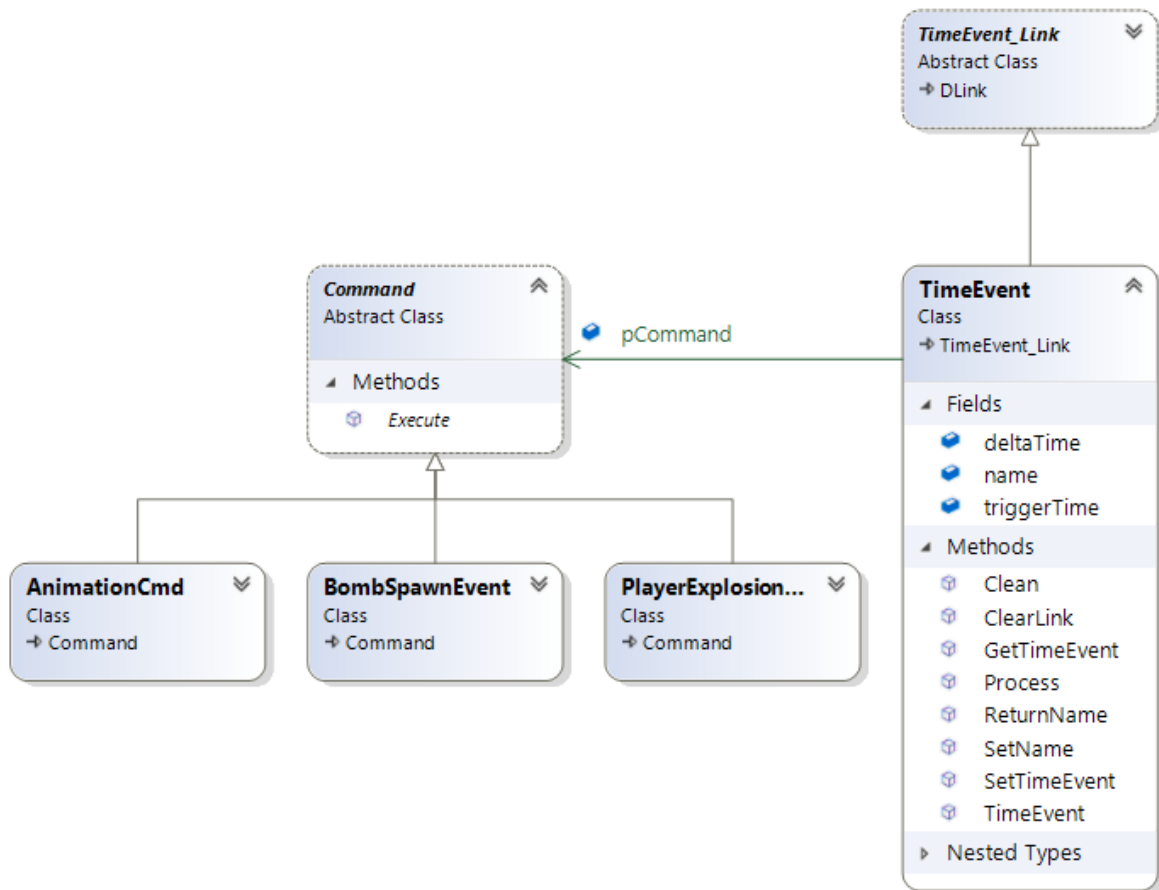 TimeEvent_Link
Abstract Class
DLink
Command
Abstract Class
Methods
Execute
pCommand
TimeEvent
Class
TimeEvent_Link
Fields
deltaTime
name
triggerTime
Methods
Clean
ClearLink
GetTimeEvent
Process
ReturnName
SetName
SetTimeEvent
TimeEvent
Nested Types
AnimationCmd
Class
Command
BombSpawnEvent
Class
Command
PlayerExplosion...
Class
Command